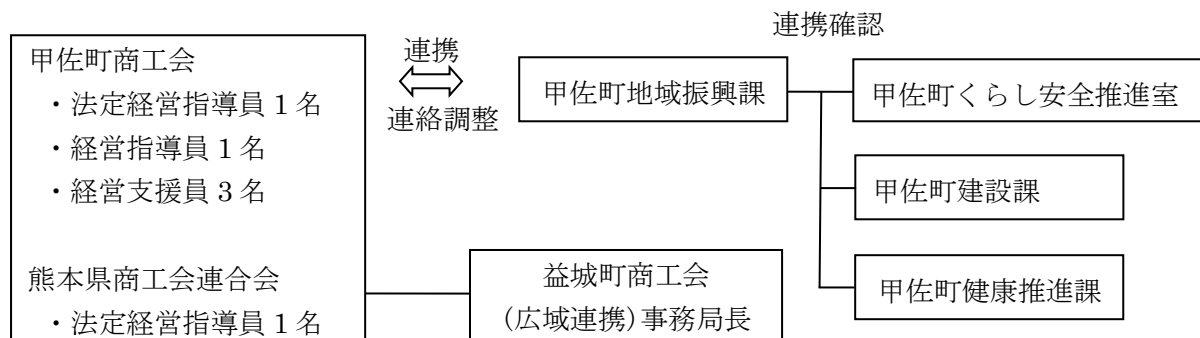 甲佐町商工会
・法定経営指導員 1 名
・経営指導員 1 名
・経営支援員 3 名
熊本県商工会連合会
・法定経営指導員 1 名
連携
連絡調整
連携確認
甲佐町地域振興課
甲佐町くらし安全推進室
甲佐町建設課
甲佐町健康推進課
益城町商工会
(広域連携)事務局長